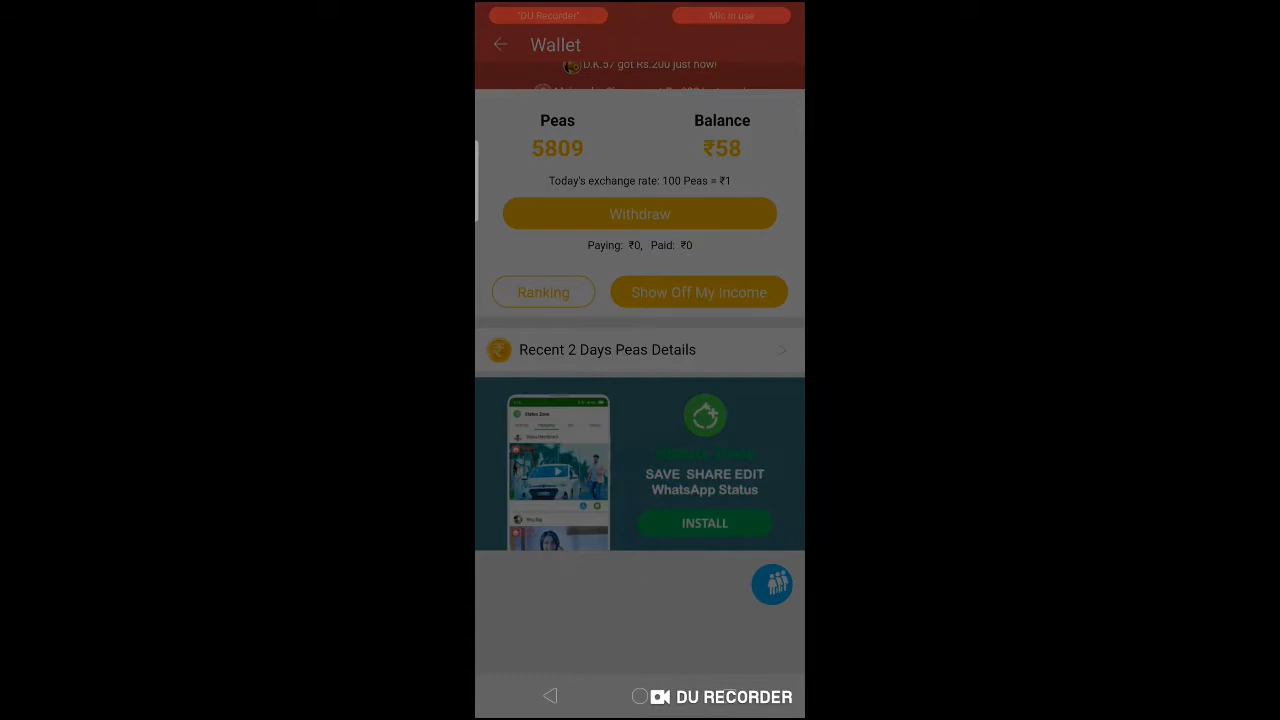 "DU Recorder"
Mic in use
Wallet
D.K.57 got Rs.200 just now!
Peas
Balance
5809
₹58
Today's exchange rate: 100 Peas = ₹1
Withdraw
Paying: ₹0, Paid: ₹0
Ranking
Show Off My Income
Recent 2 Days Peas Details
Status Zone
SAVE SHARE EDIT
WhatsApp Status
INSTALL
DU RECORDER